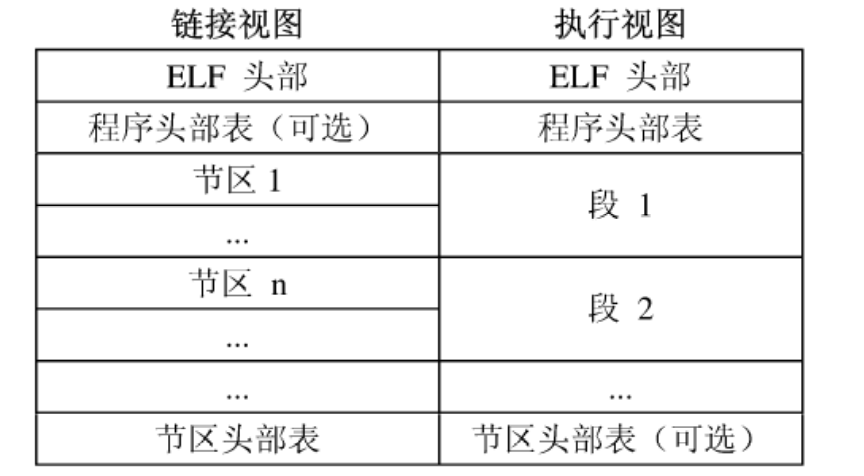 链接视图 执行视图
ELF 头部 ELF 头部
程序头部表（可选） 程序头部表
节区 1
段 1
...
节区 n
段 2
...
... ...
节区头部表 节区头部表（可选）